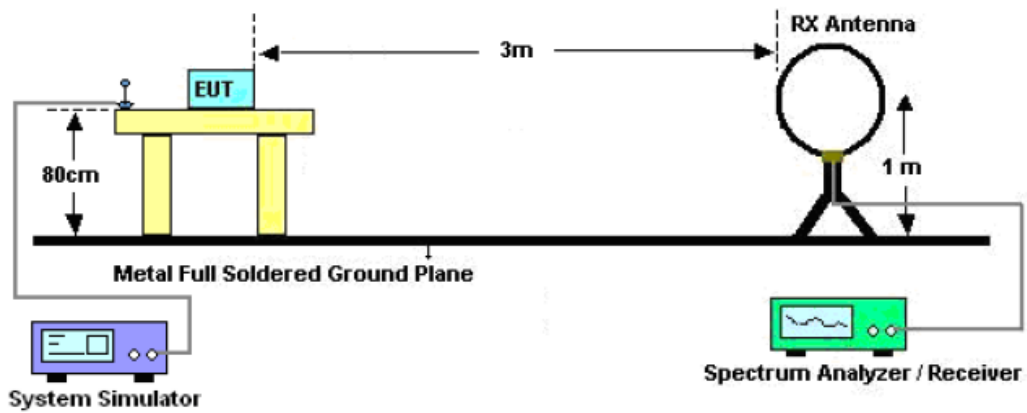 RX Antenna
3m
EUT
80cm
1 m
Metal Full Soldered Ground Plane
System Simulator
Spectrum Analyzer / Receiver